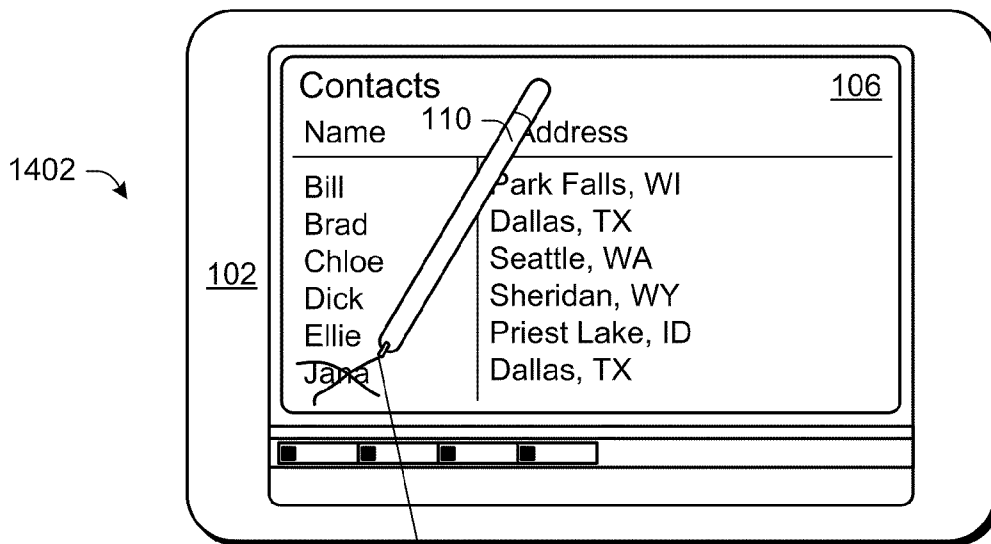 Contacts 106
Name 110 Address
1402
Bill Park Falls, WI
Brad Dallas, TX
Chloe Seattle, WA
102
Dick Sheridan, WY
Ellie Priest Lake, ID
Jana Dallas, TX